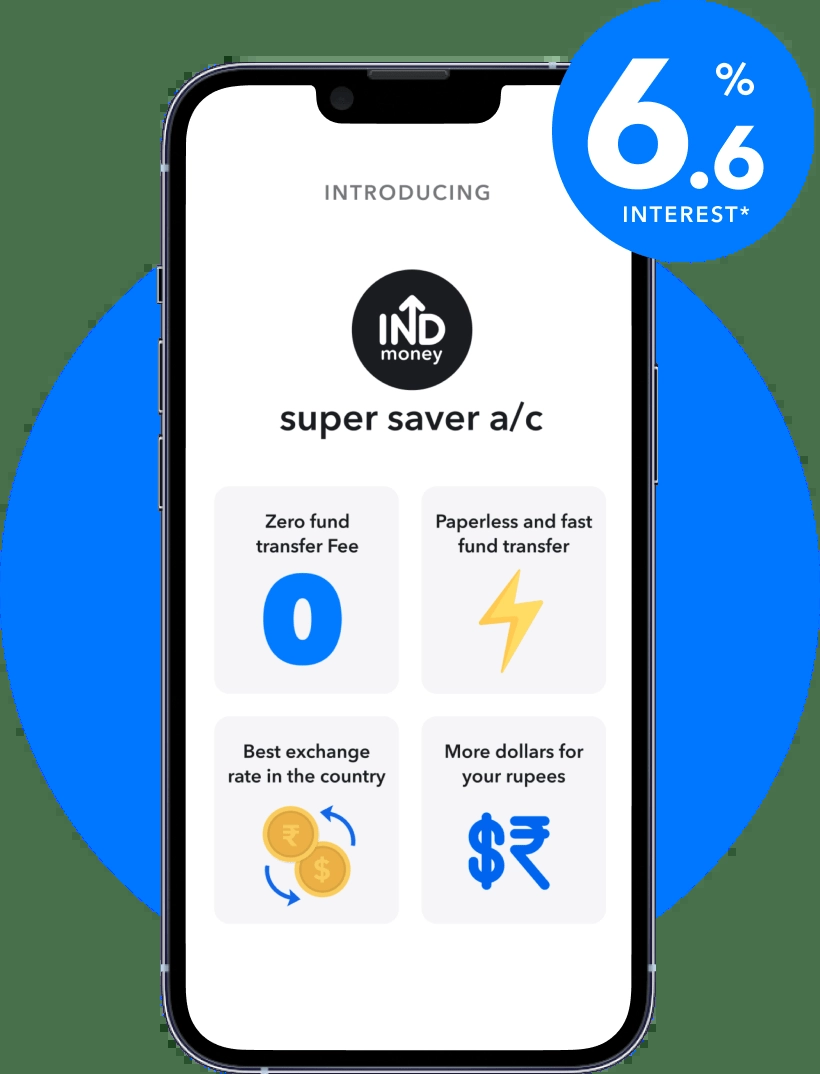 6.6%
INTEREST*
INTRODUCING
IND
money
super saver a/c
Zero fund
transfer Fee
0
Paperless and fast
fund transfer
Best exchange
rate in the country
₹
$
More dollars for
your rupees
$₹